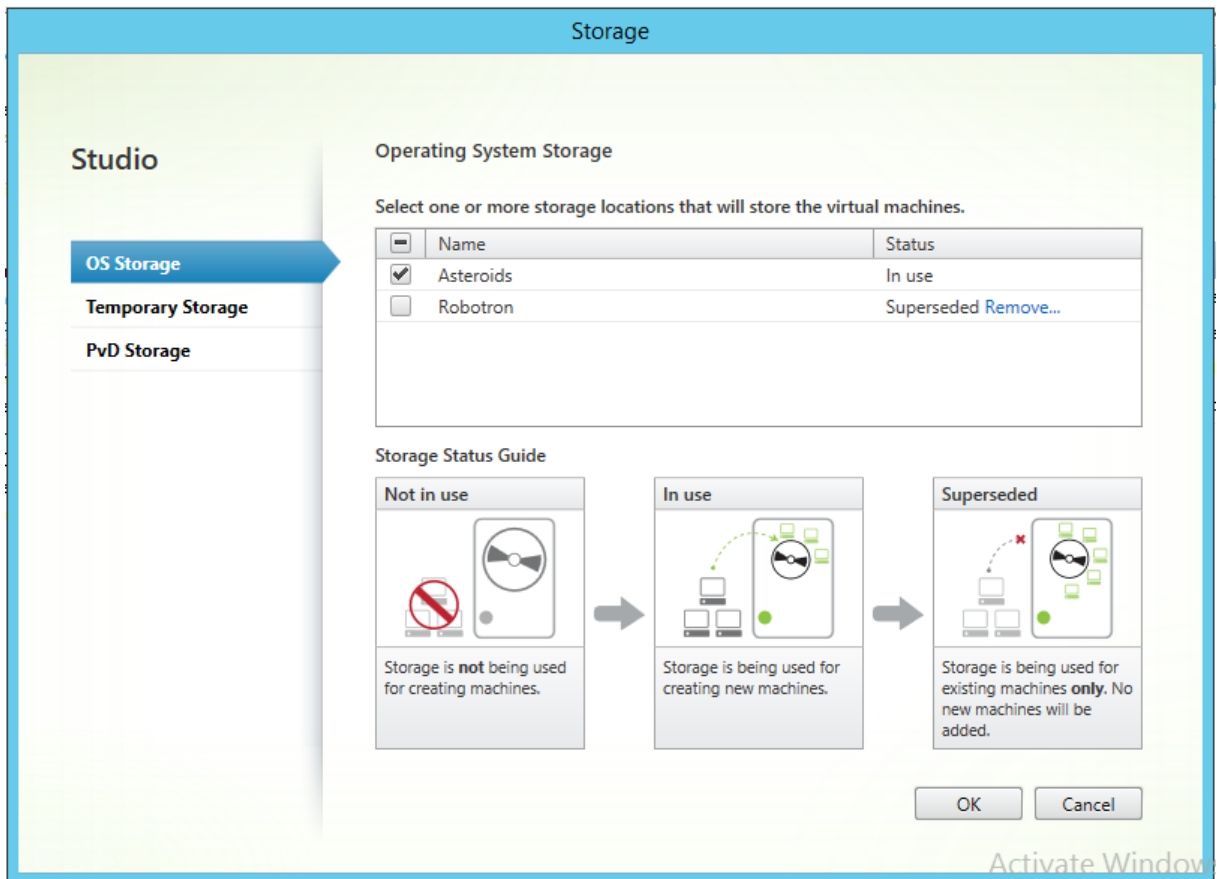 Storage
Studio
OS Storage
Temporary Storage
PvD Storage
Operating System Storage
Select one or more storage locations that will store the virtual machines.
Name Status
Asteroids In use
Robotron Superseded Remove...
Storage Status Guide
Not in use
Storage is not being used
for creating machines.
In use
Storage is being used for
creating new machines.
Superseded
Storage is being used for
existing machines only. No
new machines will be
added.
OK Cancel
Activate Window